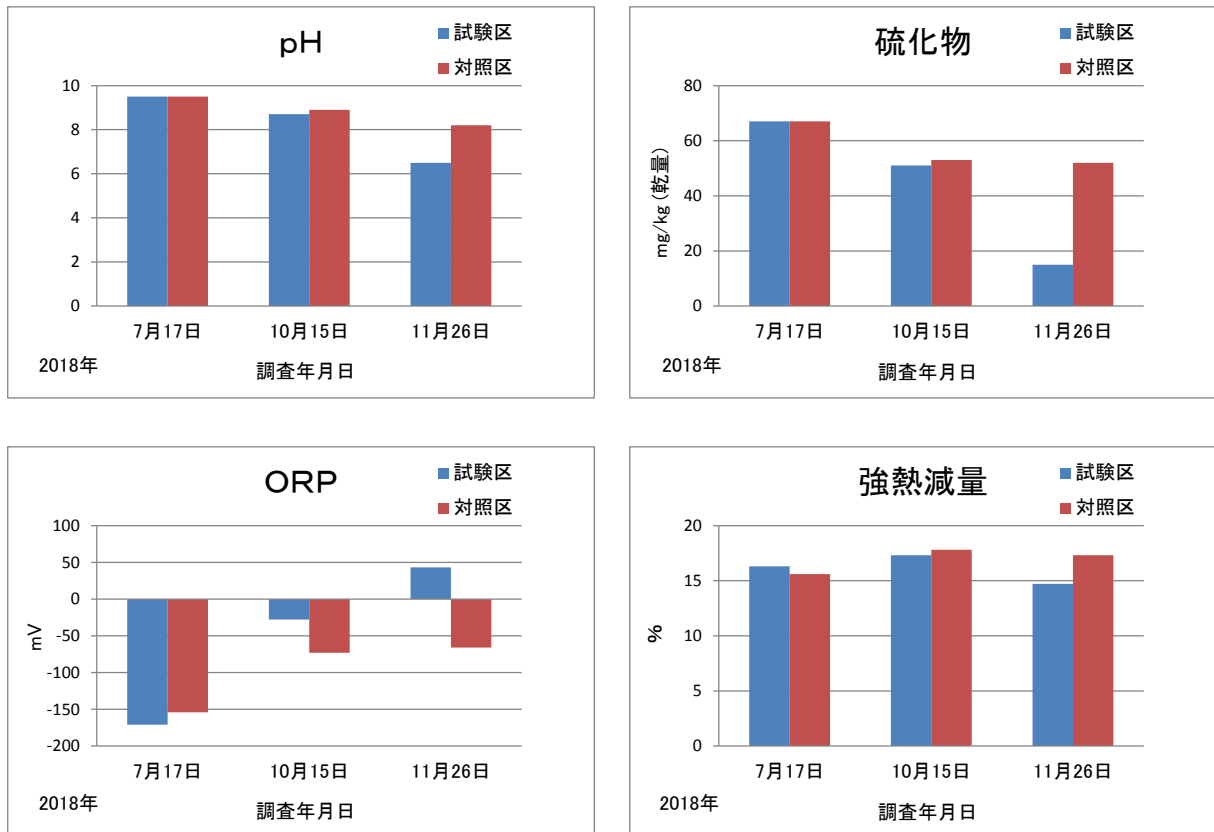 pH
試験区
対照区
10
8
6
4
2
0
7月17日
10月15日
11月26日
2018年
調査年月日
硫化物
試験区
対照区
mg/kg (乾量)
80
60
40
20
0
7月17日
10月15日
11月26日
2018年
調査年月日
ORP
試験区
対照区
mV
100
50
0
-50
-100
-150
-200
7月17日
10月15日
11月26日
2018年
調査年月日
強熱減量
試験区
対照区
%
20
15
10
5
0
7月17日
10月15日
11月26日
2018年
調査年月日